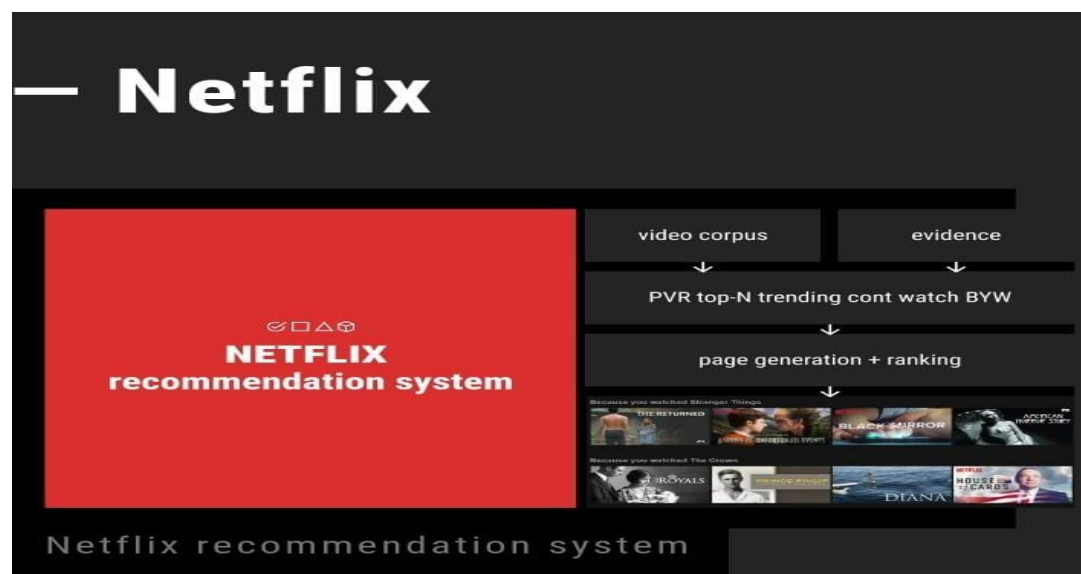 — Netflix
NETFLIX
recommendation system
video corpus
evidence
PVR top-N trending cont watch BYW
page generation + ranking
Because you watched Stranger Things
THE RETURNED
BLACK MIRROR
AMERICAN
HORROR STORY
Because you watched The Crown
THE ROYALS
PRINCE PHILIP
DIANA
NETFLIX
HOUSE
of CARDS
Netflix recommendation system